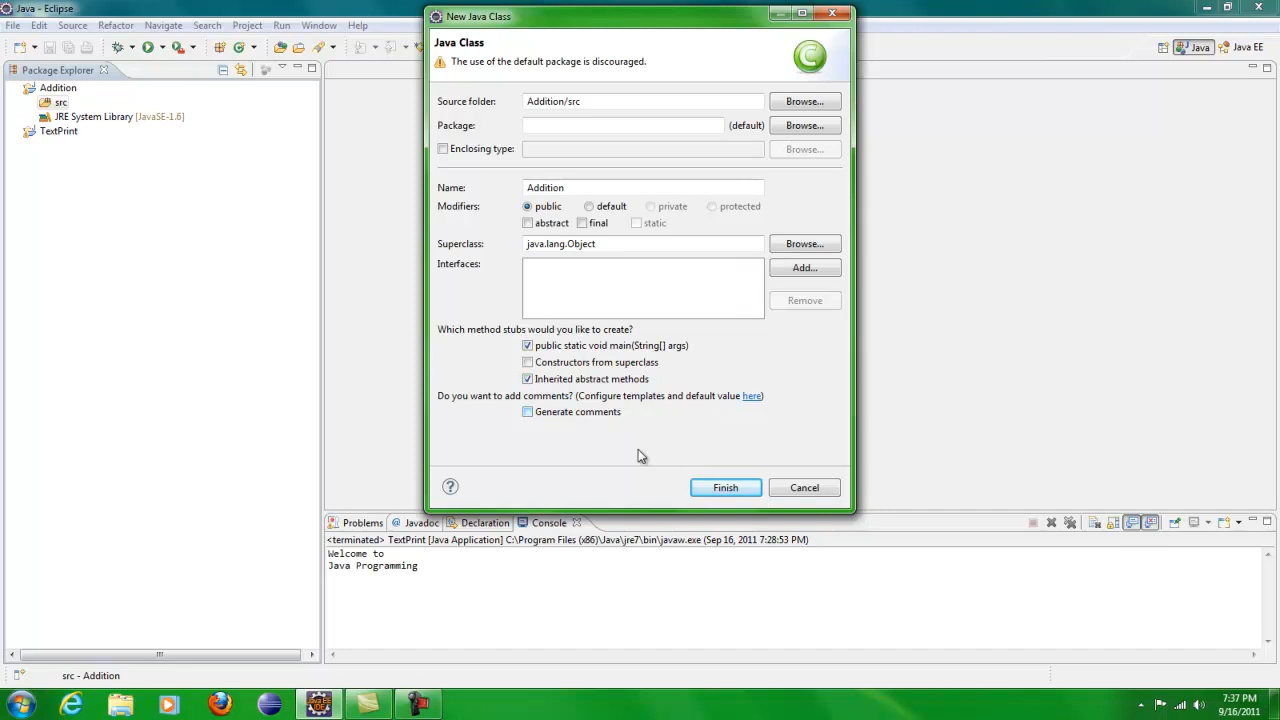 Java - Eclipse
File Edit Source Refactor Navigate Search Project Run Window Help
Java Java EE
Package Explorer
Addition
src
JRE System Library [JavaSE-1.6]
TextPrint
New Java Class
Java Class
The use of the default package is discouraged.
Source folder: Addition/src Browse...
Package: (default) Browse...
Enclosing type: Browse...
Name: Addition
Modifiers: public default private protected
abstract final static
Superclass: java.lang.Object Browse...
Interfaces: Add...
Remove
Which method stubs would you like to create?
public static void main(String[] args)
Constructors from superclass
Inherited abstract methods
Do you want to add comments? (Configure templates and default value here)
Generate comments
Finish Cancel
Problems @ Javadoc Declaration Console
<terminated> TextPrint [Java Application] C:\Program Files (x86)\Java\jre7\bin\javaw.exe (Sep 16, 2011 7:28:53 PM)
Welcome to
Java Programming
src - Addition
Java EE
IDE
7:37 PM
9/16/2011